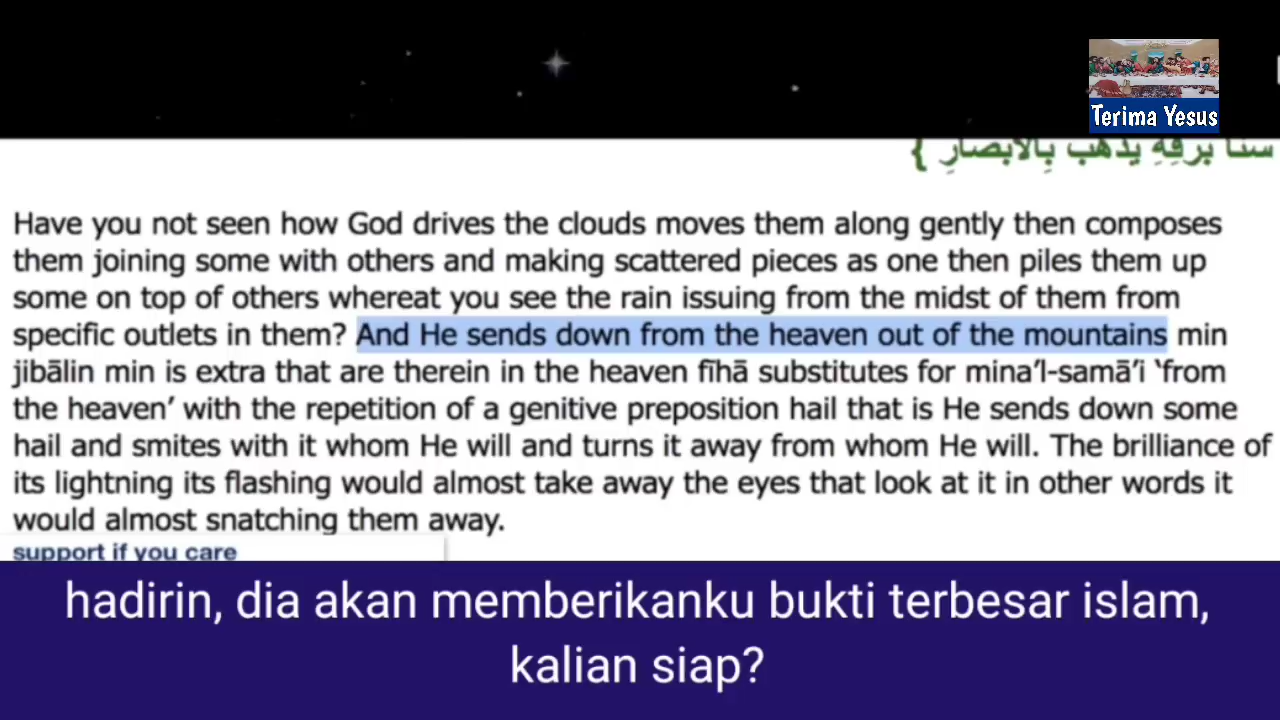 Terima Yesus
سنا برقِهِ يذهب بِالأبصارِ }
Have you not seen how God drives the clouds moves them along gently then composes
them joining some with others and making scattered pieces as one then piles them up
some on top of others whereat you see the rain issuing from the midst of them from
specific outlets in them? And He sends down from the heaven out of the mountains min
jibālin min is extra that are therein in the heaven fīhā substitutes for mina’l-samā’i ‘from
the heaven’ with the repetition of a genitive preposition hail that is He sends down some
hail and smites with it whom He will and turns it away from whom He will. The brilliance of
its lightning its flashing would almost take away the eyes that look at it in other words it
would almost snatching them away.
support if you care
hadirin, dia akan memberikanku bukti terbesar islam,
kalian siap?